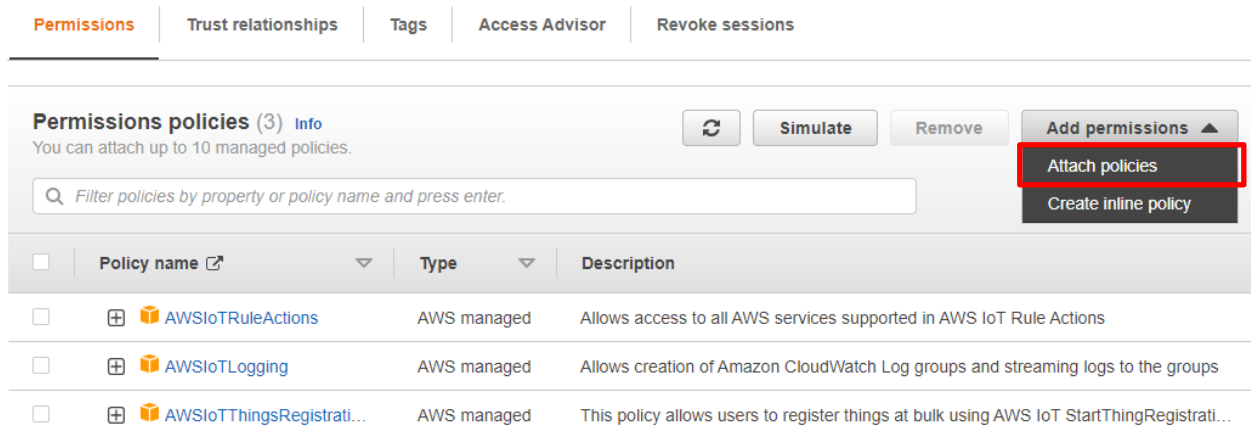 Permissions Trust relationships Tags Access Advisor Revoke sessions
Permissions policies (3) Info
You can attach up to 10 managed policies.
Simulate Remove Add permissions
Attach policies
Create inline policy
Filter policies by property or policy name and press enter.
Policy name Type Description
AWSIoTRuleActions AWS managed Allows access to all AWS services supported in AWS IoT Rule Actions
AWSIoTLogging AWS managed Allows creation of Amazon CloudWatch Log groups and streaming logs to the groups
AWSIoTThingsRegistrati... AWS managed This policy allows users to register things at bulk using AWS IoT StartThingRegistrati...